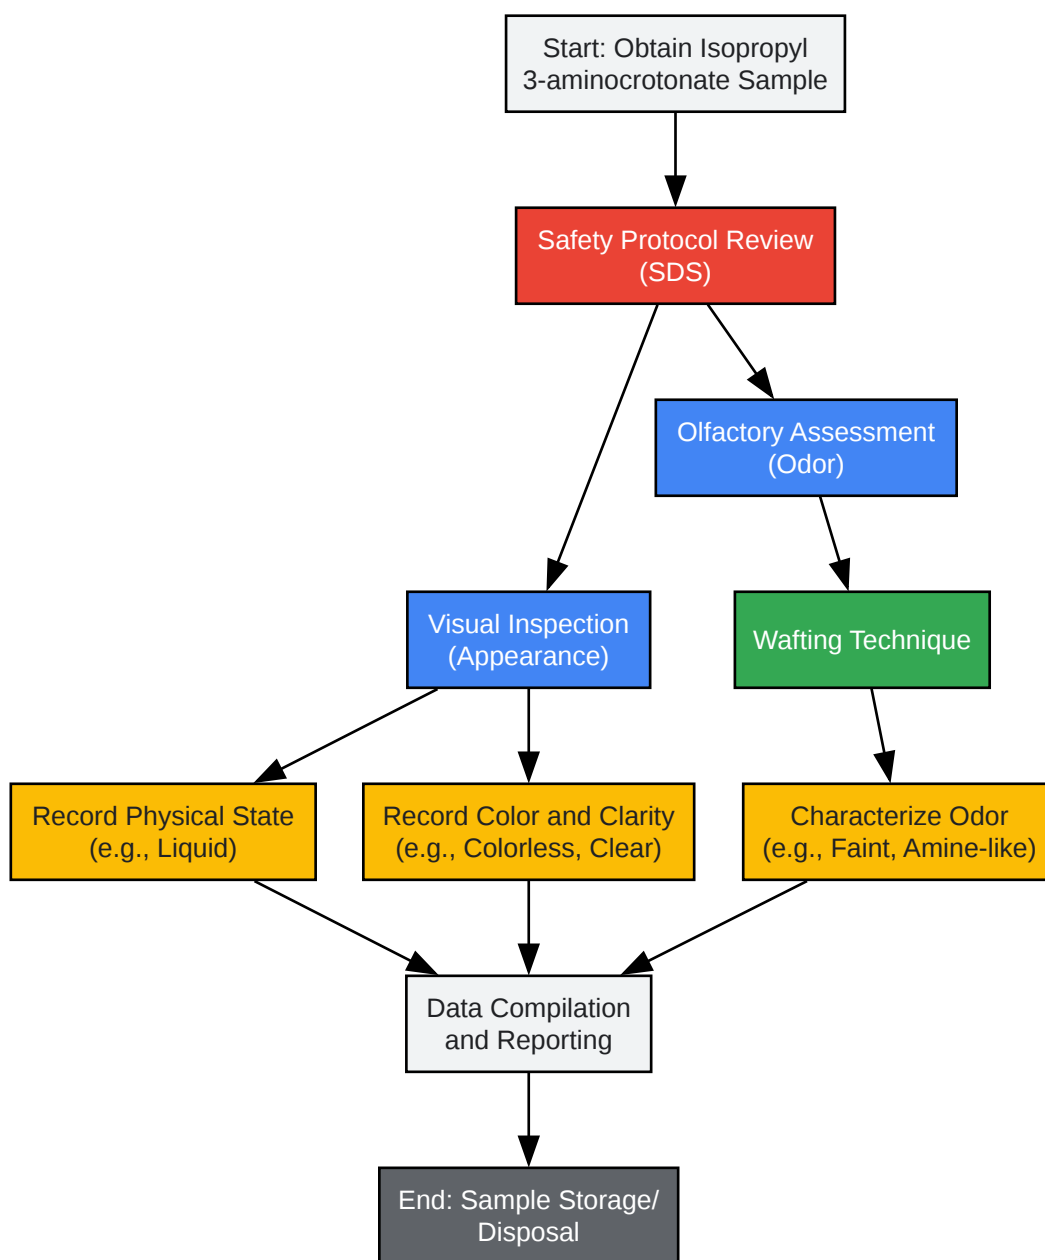 Start: Obtain Isopropyl
3-aminocrotonate Sample
Safety Protocol Review
(SDS)
Olfactory Assessment
(Odor)
Visual Inspection
(Appearance)
Wafting Technique
Record Physical State
(e.g., Liquid)
Record Color and Clarity
(e.g., Colorless, Clear)
Characterize Odor
(e.g., Faint, Amine-like)
Data Compilation
and Reporting
End: Sample Storage/
Disposal